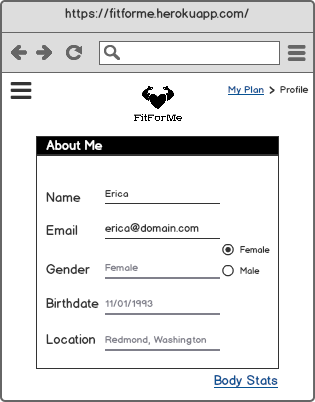 https://fitforme.herokuapp.com/
My Plan > Profile
FitForMe
About Me
Name Erica
Email erica@domain.com
Female
Gender Female
Male
Birthdate 11/01/1993
Location Redmond, Washington
Body Stats